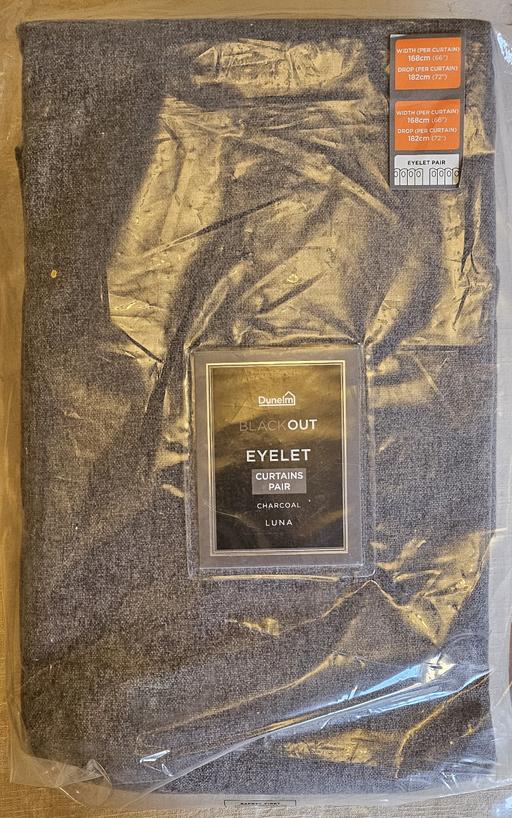 WIDTH (PER CURTAIN)
168cm (66")
DROP (PER CURTAIN)
182cm (72")
WIDTH (PER CURTAIN)
168cm (66")
DROP (PER CURTAIN)
182cm (72")
EYELET PAIR
Dunelm
BLACKOUT
EYELET
CURTAINS
PAIR
CHARCOAL
LUNA